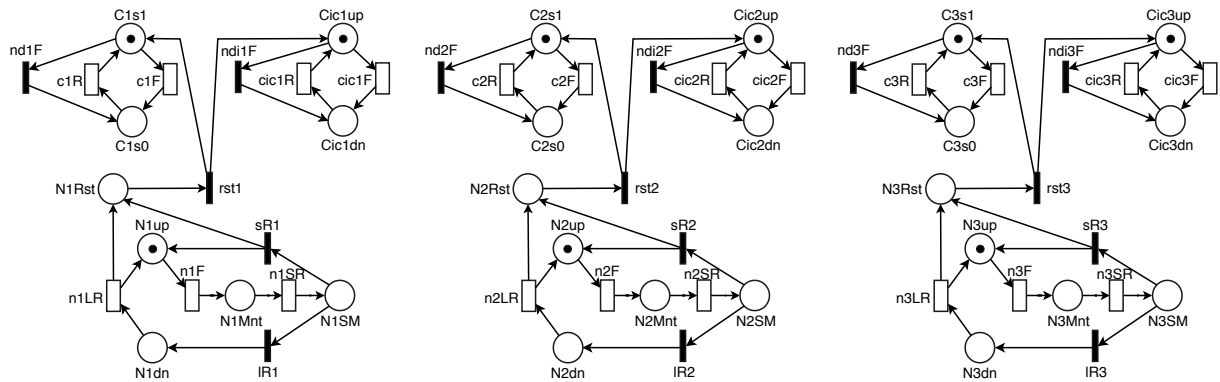 C1s1 Cic1up C2s1 Cic2up C3s1 Cic3up
nd1F ndi1F nd2F ndi2F nd3F ndi3F
c1R c1F cic1R cic1F c2R c2F cic2R cic2F c3R c3F cic3R cic3F
C1s0 Cic1dn C2s0 Cic2dn C3s0 Cic3dn
N1Rst rst1 N2Rst rst2 N3Rst rst3
N1up sR1 N2up sR2 N3up sR3
n1F n1SR n2F n2SR n3F n3SR
n1LR n2LR n3LR
N1Mnt N1SM N2Mnt N2SM N3Mnt N3SM
N1dn lR1 N2dn lR2 N3dn lR3